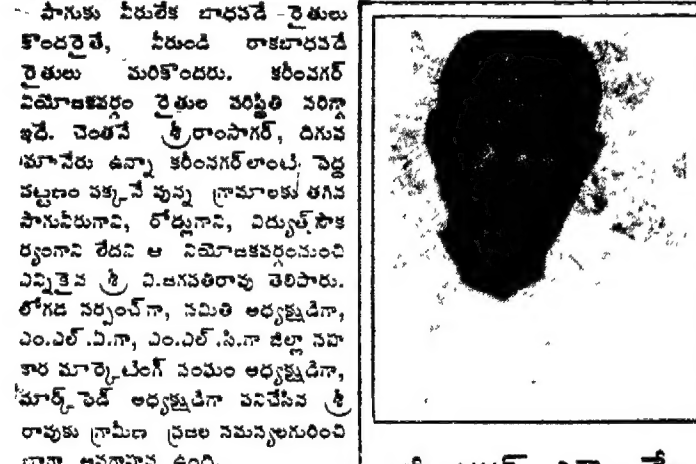 సాగుకు నీరులేక బాధపడే రైతులు
కొందరైతే, నీరుండి రాకబాధపడే
రైతులు మరికొందరు. కరీంనగర్
నియోజకవర్గం రైతుల పరిస్థితి సరిగ్గా
ఇదే. చెంతనే శ్రీరాంసాగర్, దిగువ
మానేరు ఉన్నా కరీంనగర్‌లాంటి పెద్ద
పట్టణం పక్కనే వున్న గ్రామాలకు తగిన
సాగునీరుగాని, రోడ్లుగాని, విద్యుత్ సౌక
ర్యంగాని లేదని ఆ నియోజకవర్గంనుంచి
ఎన్నికైన శ్రీ వి.జగపతిరావు తెలిపారు.
లోగడ సర్పంచ్‌గా, సమితి అధ్యక్షుడిగా,
ఎం.ఎల్.ఏ.గా, ఎం.ఎల్.సి.గా జిల్లా సహ
కార మార్కెటింగ్ సంఘం అధ్యక్షుడిగా,
మార్క్ ఫెడ్ అధ్యక్షుడిగా పనిచేసిన శ్రీ
రావుకు గ్రామీణ ప్రజల సమస్యలగురించి
బాగా అవగాహన ఉంది.